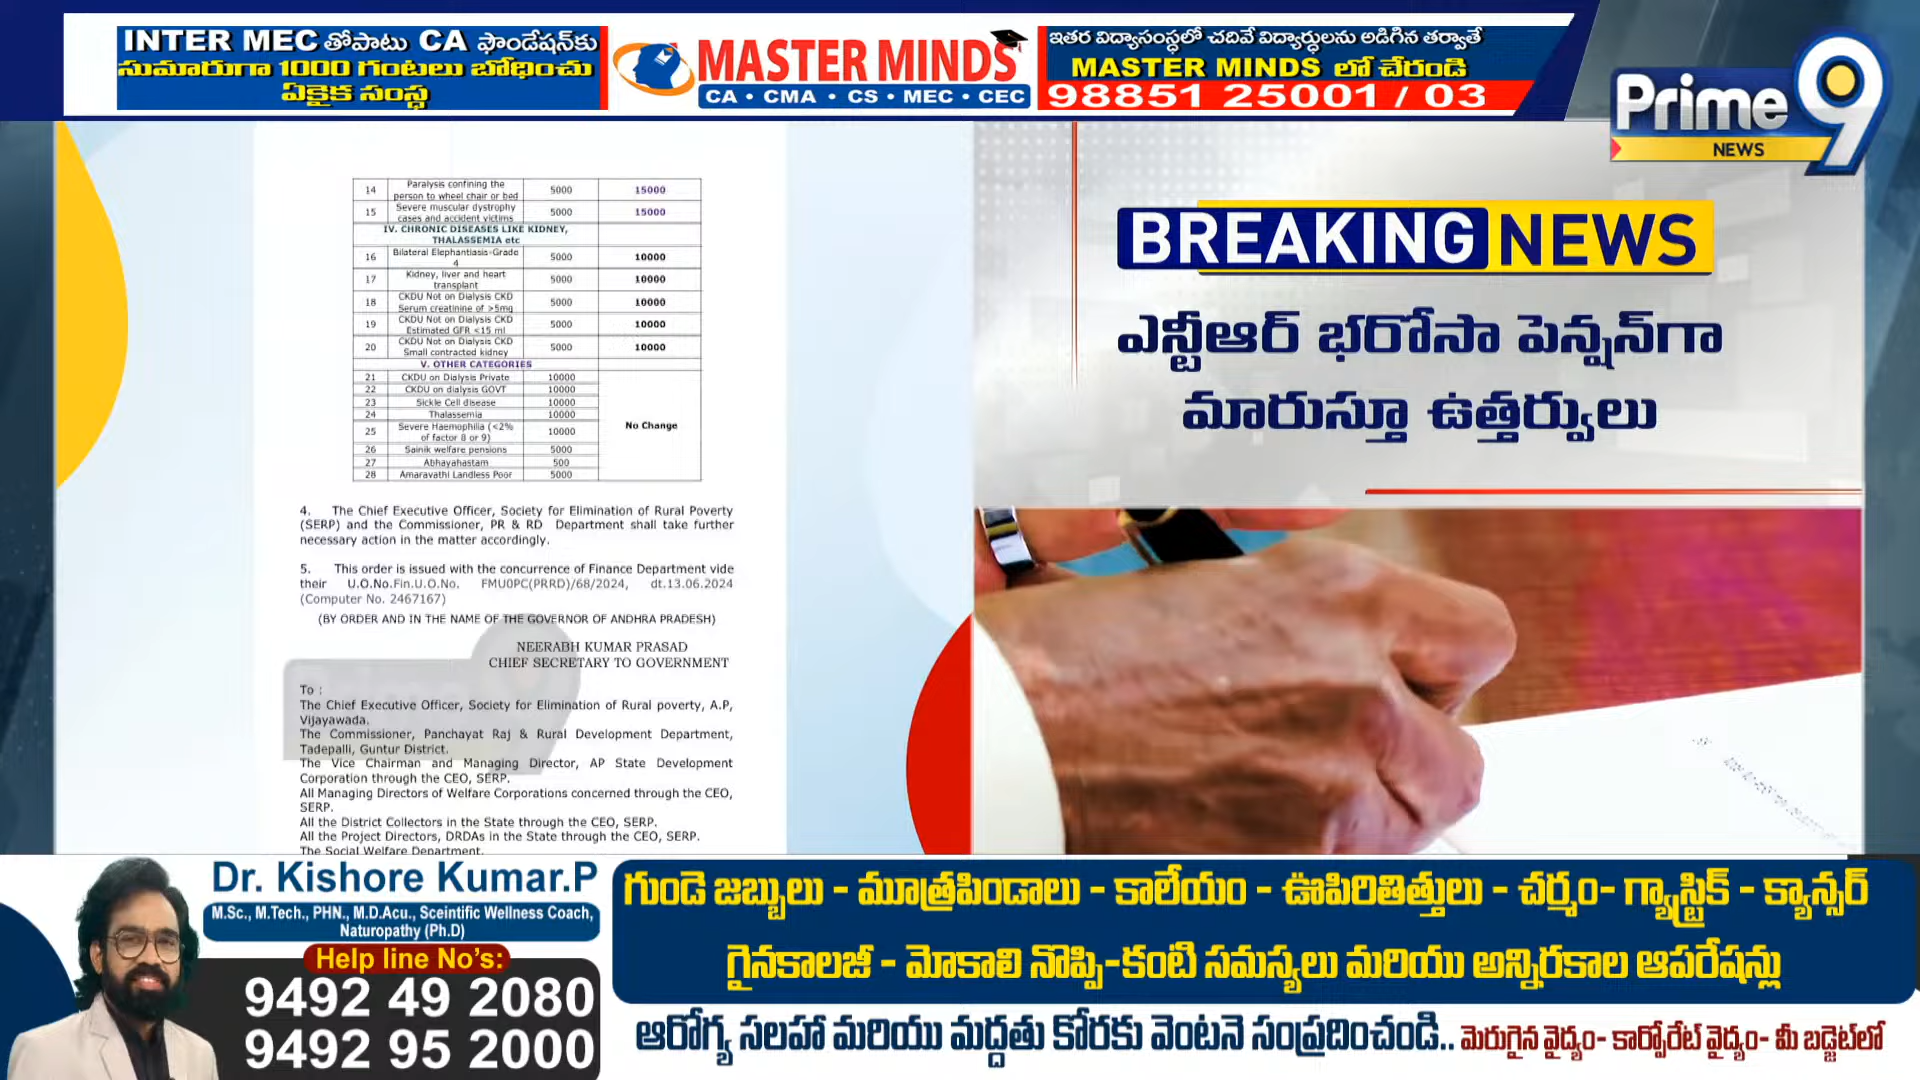 INTER MEC తోపాటు CA ఫౌండేషన్‌కు
సుమారుగా 1000 గంటలు బోధించు
ఏకైక సంస్థ
MASTER MINDS
CA • CMA • CS • MEC • CEC
ఇతర విద్యాసంస్థలో చదివే విద్యార్థులను అడిగిన తర్వాతే
MASTER MINDS లో చేరండి
98851 25001 / 03
Prime 9
NEWS
BREAKING NEWS
ఎన్టీఆర్ భరోసా పెన్షన్‌గా
మారుస్తూ ఉత్తర్వులు
14 Paralysis confining the person to wheel chair or bed 5000 15000
15 Severe muscular dystrophy cases and accident victims 5000 15000
IV. CHRONIC DISEASES LIKE KIDNEY,
THALASSEMIA etc
16 Bilateral Elephantiasis-Grade 4 5000 10000
17 Kidney, liver and heart transplant 5000 10000
18 CKDU Not on Dialysis CKD Serum creatinine of >5mg 5000 10000
19 CKDU Not on Dialysis CKD Estimated GFR <15 ml 5000 10000
20 CKDU Not on Dialysis CKD Small contracted kidney 5000 10000
V. OTHER CATEGORIES
21 CKDU on Dialysis Private 10000
22 CKDU on dialysis GOVT 10000
23 Sickle Cell disease 10000
24 Thalassemia 10000
25 Severe Haemophilia (<2% of factor 8 or 9) 10000
No Change
26 Sainik welfare pensions 5000
27 Abhayahastam 500
28 Amaravathi Landless Poor 5000
4. The Chief Executive Officer, Society for Elimination of Rural Poverty
(SERP) and the Commissioner, PR & RD Department shall take further
necessary action in the matter accordingly.
5. This order is issued with the concurrence of Finance Department vide
their U.O.No.Fin.U.O.No. FMU0PC(PRRD)/68/2024, dt.13.06.2024
(Computer No. 2467167)
(BY ORDER AND IN THE NAME OF THE GOVERNOR OF ANDHRA PRADESH)
NEERABH KUMAR PRASAD
CHIEF SECRETARY TO GOVERNMENT
To :
The Chief Executive Officer, Society for Elimination of Rural poverty, A.P,
Vijayawada.
The Commissioner, Panchayat Raj & Rural Development Department,
Tadepalli, Guntur District.
The Vice Chairman and Managing Director, AP State Development
Corporation through the CEO, SERP.
All Managing Directors of Welfare Corporations concerned through the CEO,
SERP.
All the District Collectors in the State through the CEO, SERP.
All the Project Directors, DRDAs in the State through the CEO, SERP.
The Social Welfare Department.
Dr. Kishore Kumar.P
M.Sc., M.Tech., PHN., M.D.Acu., Sceintific Wellness Coach,
Naturopathy (Ph.D)
Help line No's:
9492 49 2080
9492 95 2000
గుండె జబ్బులు - మూత్రపిండాలు - కాలేయం - ఊపిరితిత్తులు - చర్మం- గ్యాస్ట్రిక్ - క్యాన్సర్
గైనకాలజీ - మోకాలి నొప్పి-కంటి సమస్యలు మరియు అన్నిరకాల ఆపరేషన్లు
ఆరోగ్య సలహా మరియు మద్దతు కోరకు వెంటనె సంప్రదించండి.. మెరుగైన వైద్యం- కార్పోరేట్ వైద్యం- మీ బడ్జెట్‌లో